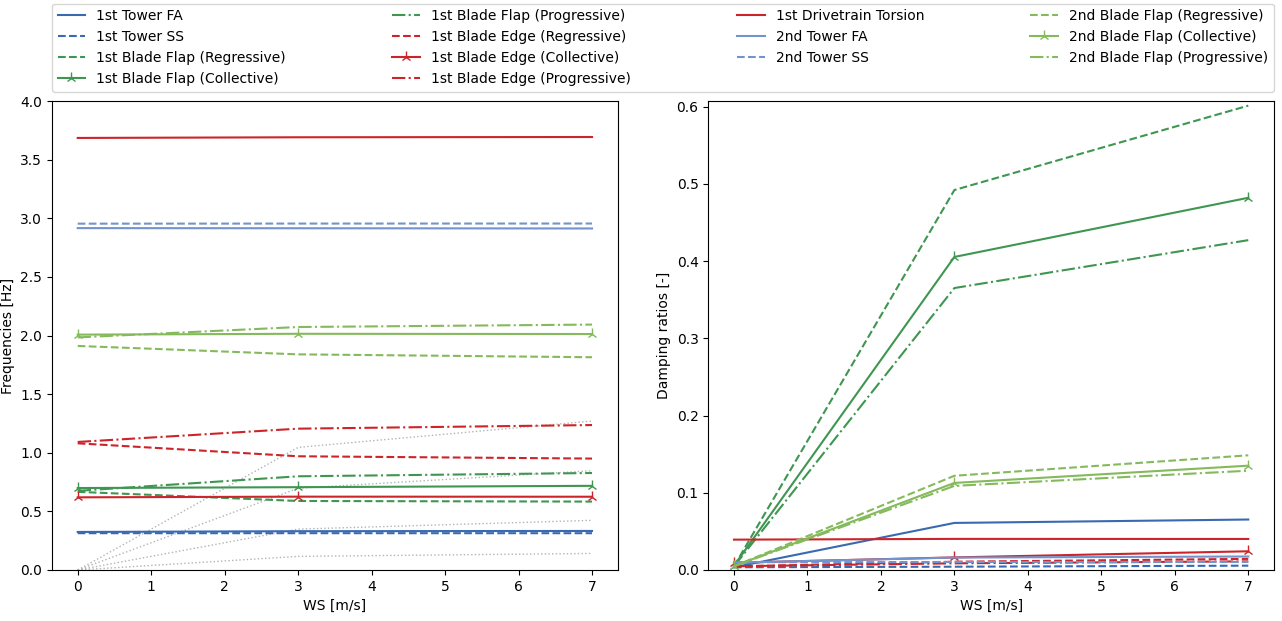 1st Tower FA
1st Tower SS
1st Blade Flap (Regressive)
1st Blade Flap (Collective)
1st Blade Flap (Progressive)
1st Blade Edge (Regressive)
1st Blade Edge (Collective)
1st Blade Edge (Progressive)
1st Drivetrain Torsion
2nd Tower FA
2nd Tower SS
2nd Blade Flap (Regressive)
2nd Blade Flap (Collective)
2nd Blade Flap (Progressive)
Frequencies [Hz]
4.0
3.5
3.0
2.5
2.0
1.5
1.0
0.5
0.0
0 1 2 3 4 5 6 7
WS [m/s]
Damping ratios [-]
0.6
0.5
0.4
0.3
0.2
0.1
0.0
0 1 2 3 4 5 6 7
WS [m/s]